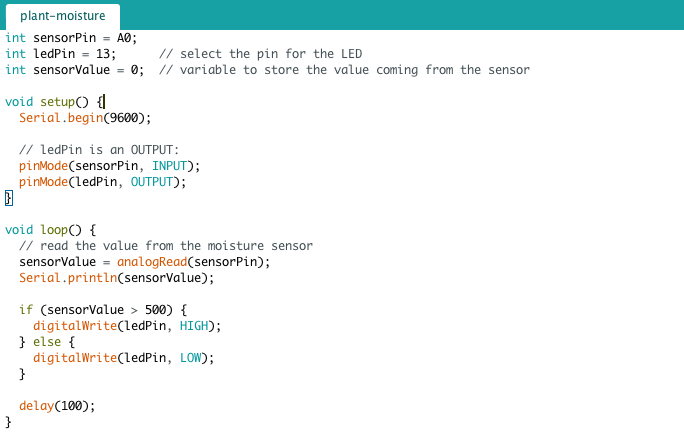 plant-moisture
int sensorPin = A0;
int ledPin = 13;      // select the pin for the LED
int sensorValue = 0;  // variable to store the value coming from the sensor

void setup() {
  Serial.begin(9600);

  // ledPin is an OUTPUT:
  pinMode(sensorPin, INPUT);
  pinMode(ledPin, OUTPUT);
}

void loop() {
  // read the value from the moisture sensor
  sensorValue = analogRead(sensorPin);
  Serial.println(sensorValue);

  if (sensorValue > 500) {
    digitalWrite(ledPin, HIGH);
  } else {
    digitalWrite(ledPin, LOW);
  }

  delay(100);
}